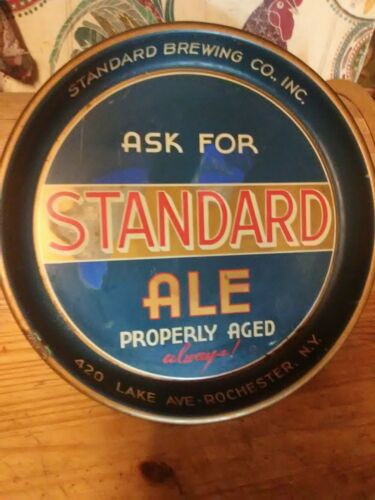 STANDARD BREWING CO., INC.
ASK FOR
STANDARD
ALE
PROPERLY AGED
always!
420 LAKE AVE-ROCHESTER, N.Y.